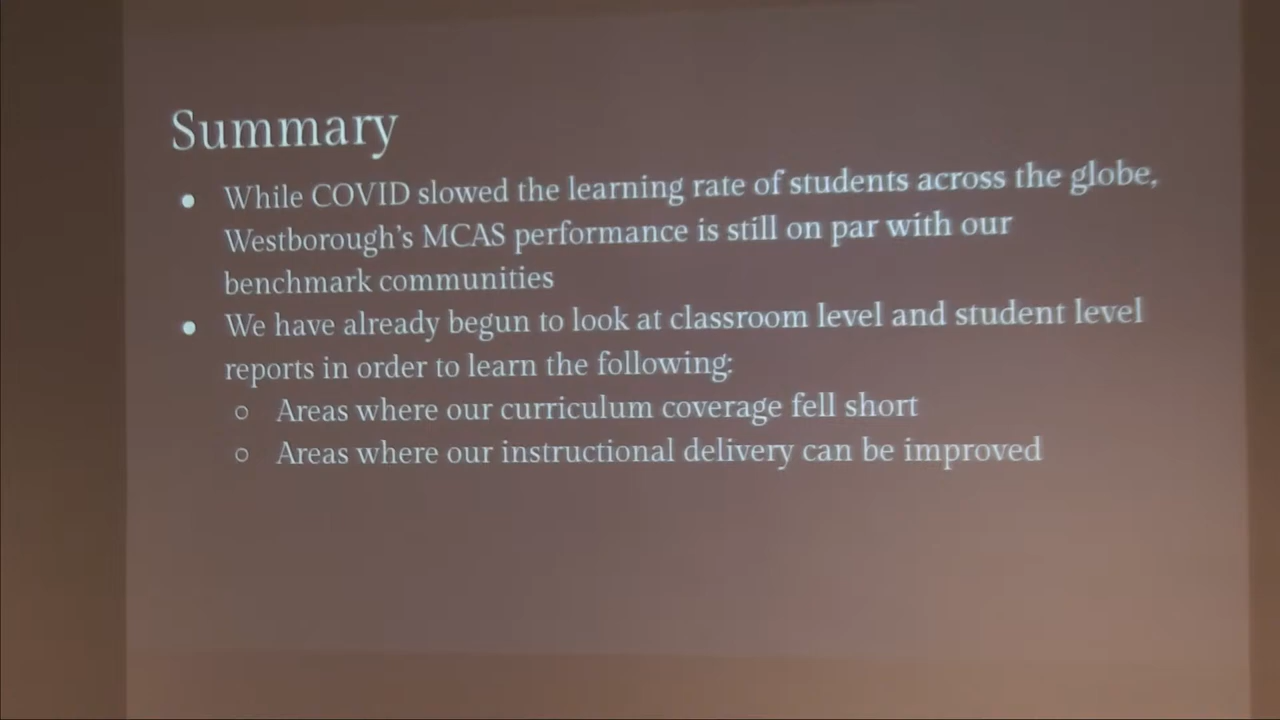 Summary
● While COVID slowed the learning rate of students across the globe,
Westborough's MCAS performance is still on par with our
benchmark communities
● We have already begun to look at classroom level and student level
reports in order to learn the following:
○ Areas where our curriculum coverage fell short
○ Areas where our instructional delivery can be improved